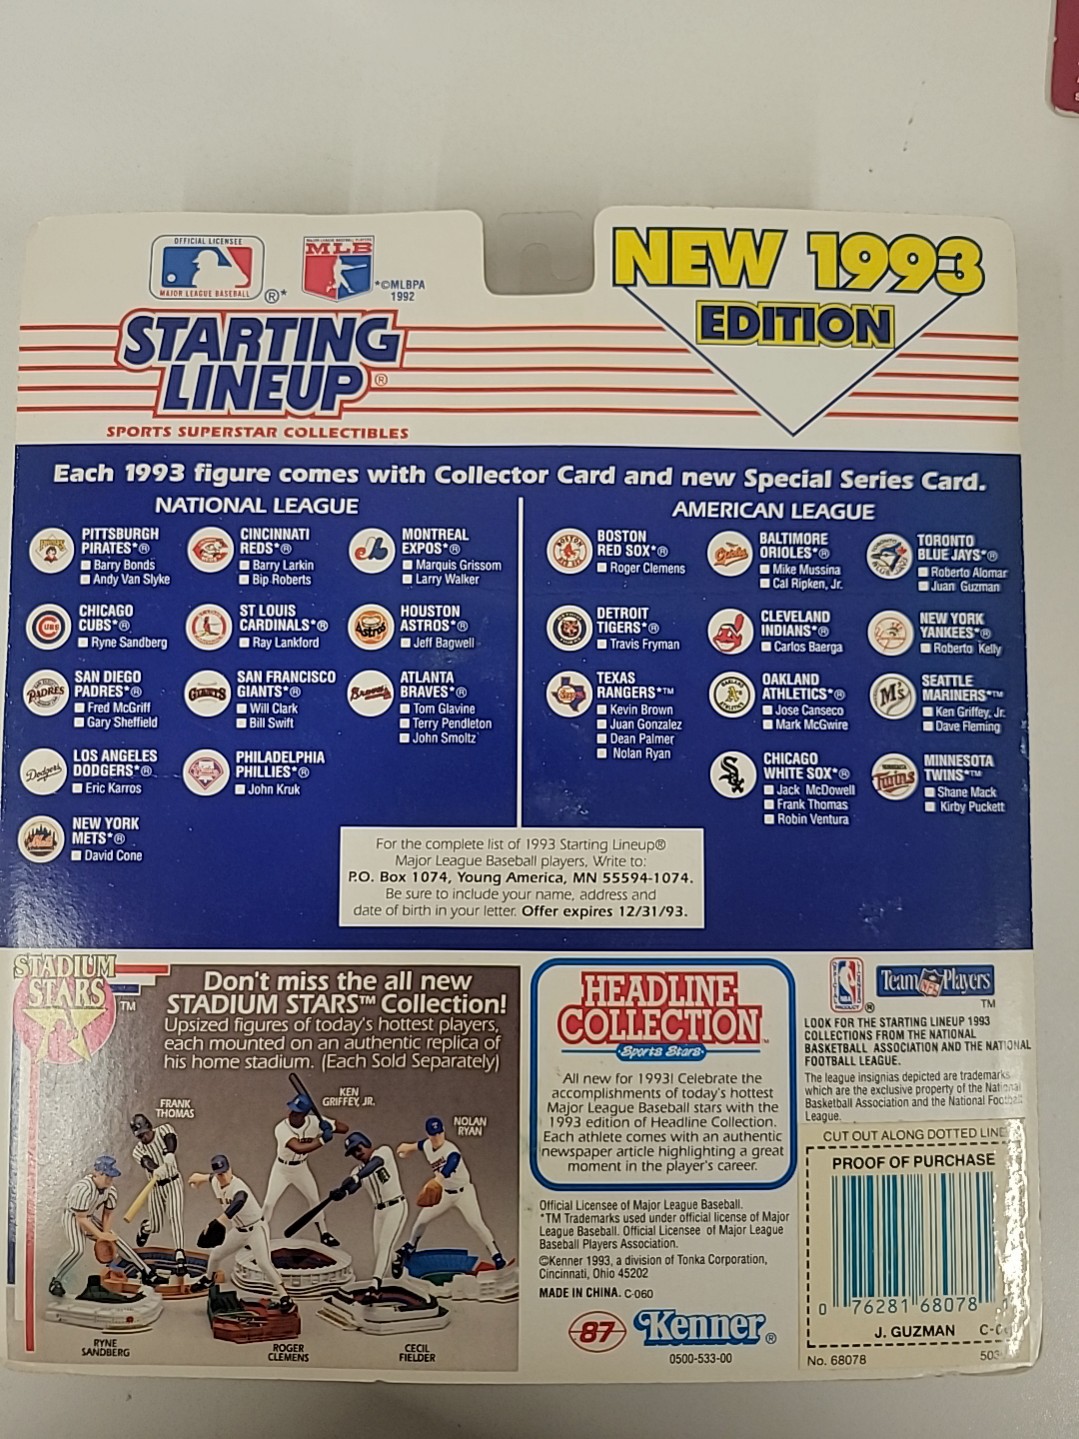 OFFICIAL LICENSEE
MAJOR LEAGUE BASEBALL
®*
MAJOR LEAGUE BASEBALL PLAYERS
MLB
*©MLBPA
1992
NEW 1993
EDITION
STARTING
LINEUP®
SPORTS SUPERSTAR COLLECTIBLES
Each 1993 figure comes with Collector Card and new Special Series Card.
NATIONAL LEAGUE
PITTSBURGH
PIRATES*®
Barry Bonds
Andy Van Slyke
CINCINNATI
REDS*®
Barry Larkin
Bip Roberts
MONTREAL
EXPOS*®
Marquis Grissom
Larry Walker
CHICAGO
CUBS*®
Ryne Sandberg
ST LOUIS
CARDINALS*®
Ray Lankford
HOUSTON
ASTROS*®
Jeff Bagwell
SAN DIEGO
PADRES*®
Fred McGriff
Gary Sheffield
SAN FRANCISCO
GIANTS*®
Will Clark
Bill Swift
ATLANTA
BRAVES*®
Tom Glavine
Terry Pendleton
John Smoltz
LOS ANGELES
DODGERS*®
Eric Karros
PHILADELPHIA
PHILLIES*®
John Kruk
NEW YORK
METS*®
David Cone
AMERICAN LEAGUE
BOSTON
RED SOX*®
Roger Clemens
BALTIMORE
ORIOLES*®
Mike Mussina
Cal Ripken, Jr.
TORONTO
BLUE JAYS*®
Roberto Alomar
Juan Guzman
DETROIT
TIGERS*®
Travis Fryman
CLEVELAND
INDIANS*®
Carlos Baerga
NEW YORK
YANKEES*®
Roberto Kelly
TEXAS
RANGERS*™
Kevin Brown
Juan Gonzalez
Dean Palmer
Nolan Ryan
OAKLAND
ATHLETICS*®
Jose Canseco
Mark McGwire
SEATTLE
MARINERS*™
Ken Griffey, Jr.
Dave Fleming
CHICAGO
WHITE SOX*®
Jack McDowell
Frank Thomas
Robin Ventura
MINNESOTA
TWINS*™
Shane Mack
Kirby Puckett
For the complete list of 1993 Starting Lineup®
Major League Baseball players, Write to:
P.O. Box 1074, Young America, MN 55594-1074.
Be sure to include your name, address and
date of birth in your letter. Offer expires 12/31/93.
STADIUM
STARS
™
Don't miss the all new
STADIUM STARS™ Collection!
Upsized figures of today's hottest players,
each mounted on an authentic replica of
his home stadium. (Each Sold Separately)
FRANK
THOMAS
KEN
GRIFFEY, JR.
NOLAN
RYAN
RYNE
SANDBERG
ROGER
CLEMENS
CECIL
FIELDER
HEADLINE
COLLECTION™
Sports Stars
All new for 1993! Celebrate the
accomplishments of today's hottest
Major League Baseball stars with the
1993 edition of Headline Collection.
Each athlete comes with an authentic
newspaper article highlighting a great
moment in the player's career.
Official Licensee of Major League Baseball.
*TM Trademarks used under official license of Major
League Baseball. Official Licensee of Major League
Baseball Players Association.
©Kenner 1993, a division of Tonka Corporation,
Cincinnati, Ohio 45202
MADE IN CHINA. C-060
87
Kenner®
0500-533-00
NBA
®
Team NFL Players
™
LOOK FOR THE STARTING LINEUP 1993
COLLECTIONS FROM THE NATIONAL
BASKETBALL ASSOCIATION AND THE NATIONAL
FOOTBALL LEAGUE.
The league insignias depicted are trademarks
which are the exclusive property of the National
Basketball Association and the National Football
League.
CUT OUT ALONG DOTTED LINE
PROOF OF PURCHASE
0 76281 68078
J. GUZMAN
No. 68078